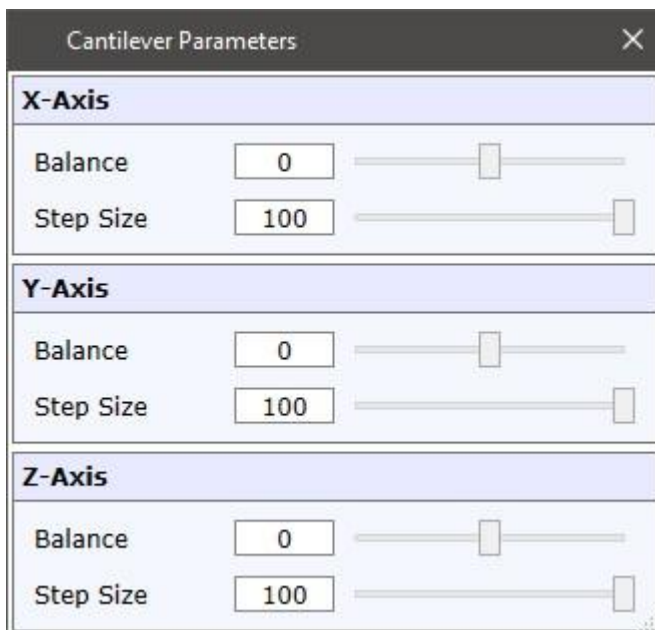 Cantilever Parameters
X-Axis
Balance 0
Step Size 100
Y-Axis
Balance 0
Step Size 100
Z-Axis
Balance 0
Step Size 100